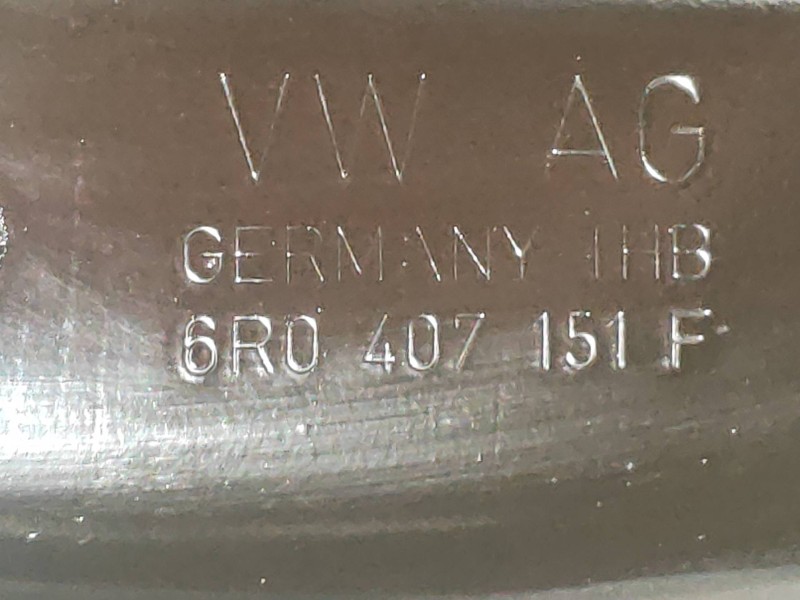 VW AG
GERMANY IHB
6R0 407 151 F